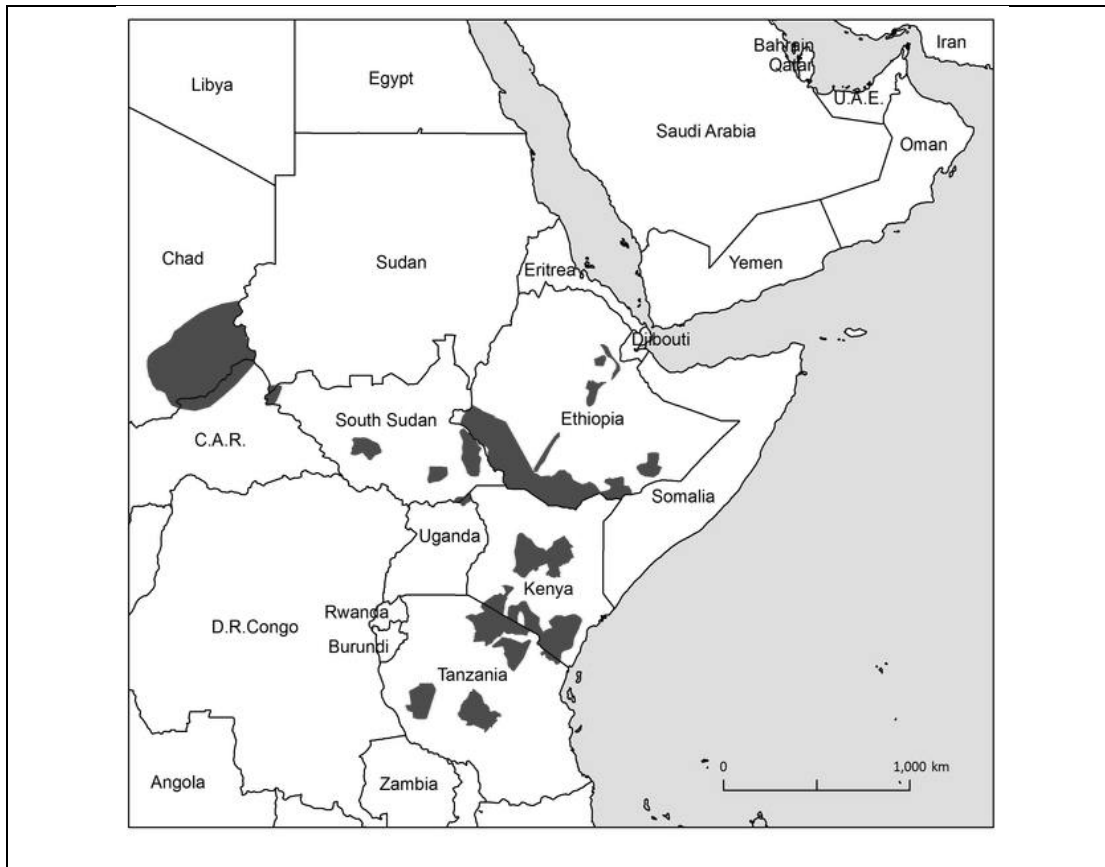 Iran
Bahrain
Qatar
Libya
Egypt
U.A.E.
Saudi Arabia
Oman
Chad
Sudan
Eritrea
Yemen
Djibouti
South Sudan
Ethiopia
C.A.R.
Somalia
Uganda
Kenya
Rwanda
D.R.Congo
Burundi
Tanzania
0 1,000 km
Angola
Zambia